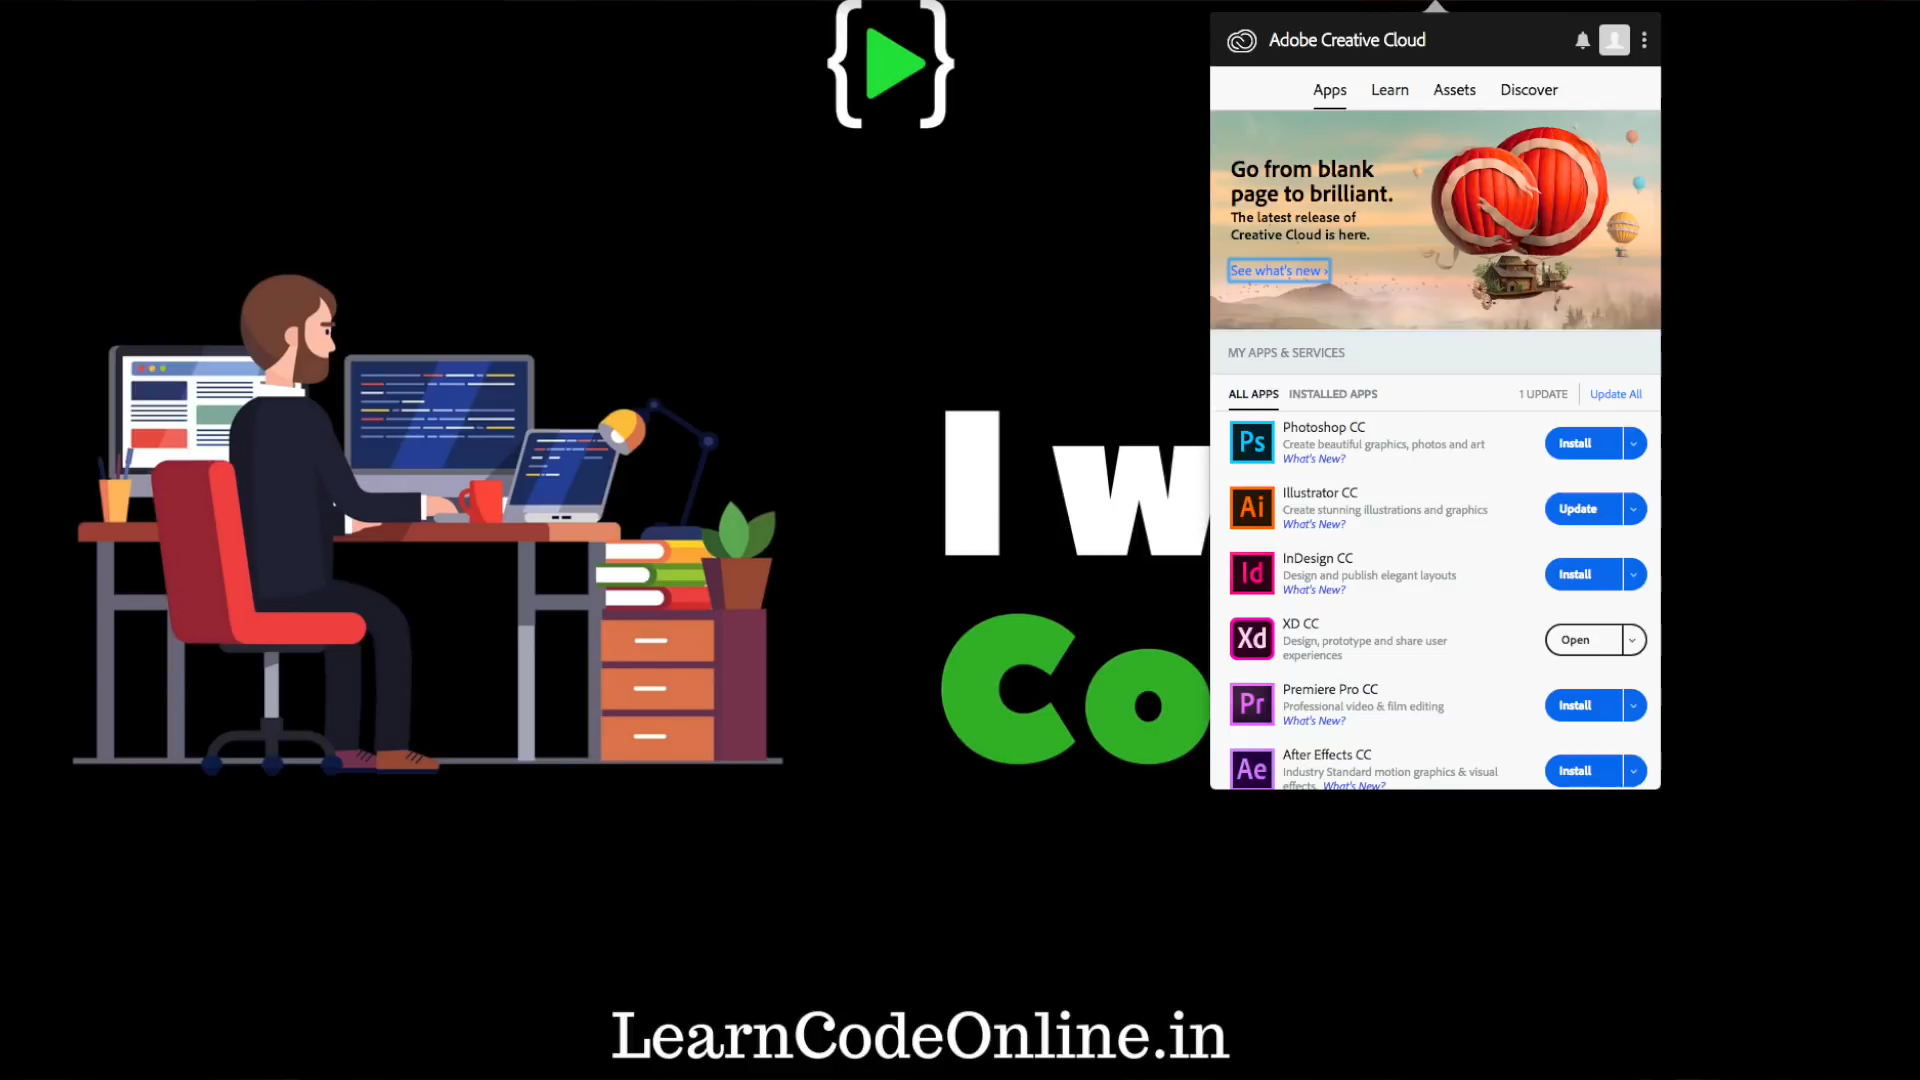 Adobe Creative Cloud
Apps Learn Assets Discover
Go from blank
page to brilliant.
The latest release of
Creative Cloud is here.
See what's new ›
MY APPS & SERVICES
ALL APPS INSTALLED APPS 1 UPDATE Update All
Ps Photoshop CC
Create beautiful graphics, photos and art
What's New?
Install
Ai Illustrator CC
Create stunning illustrations and graphics
What's New?
Update
Id InDesign CC
Design and publish elegant layouts
What's New?
Install
Xd XD CC
Design, prototype and share user
experiences
Open
Pr Premiere Pro CC
Professional video & film editing
What's New?
Install
Ae After Effects CC
Industry Standard motion graphics & visual
effects. What's New?
Install
I w
Co
LearnCodeOnline.in